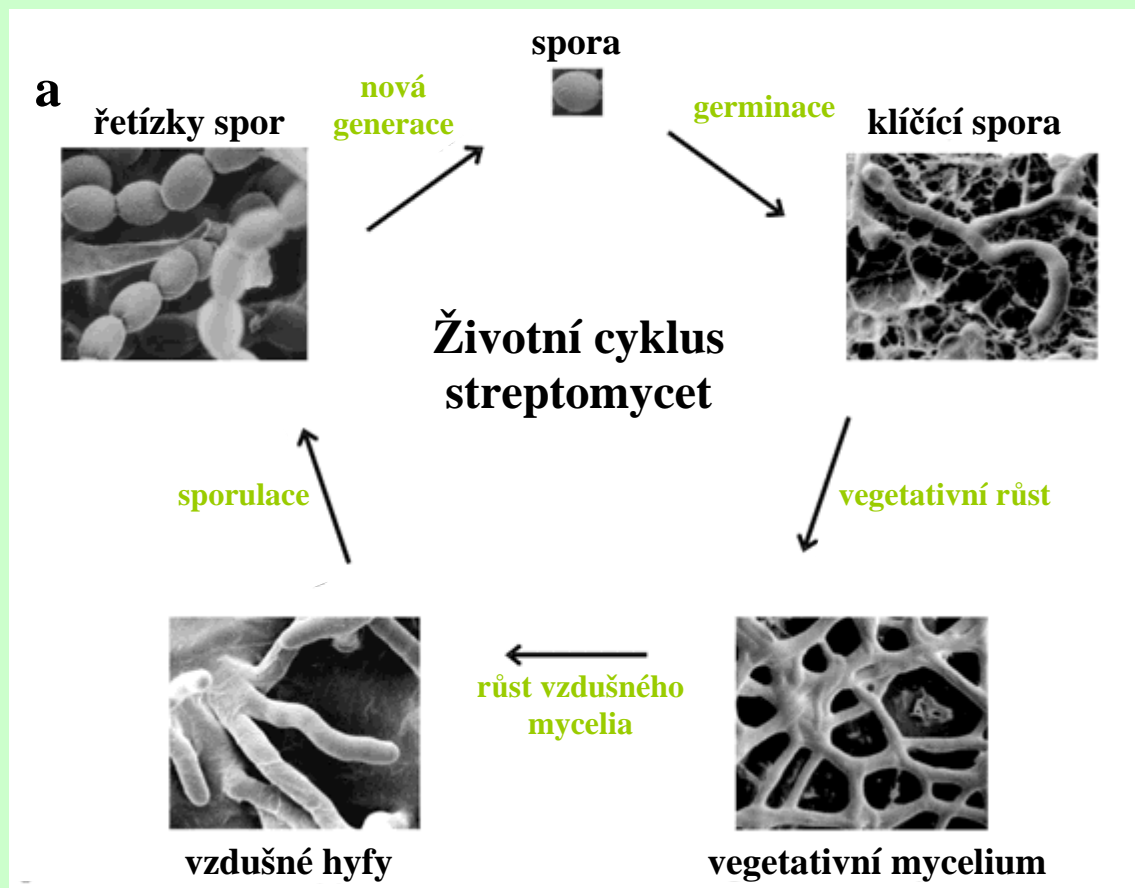 a
spora
nová
generace
germinace
řetízky spor
klíčící spora
Životní cyklus
streptomycet
sporulace
vegetativní růst
růst vzdušného
mycelia
vzdušné hyfy
vegetativní mycelium